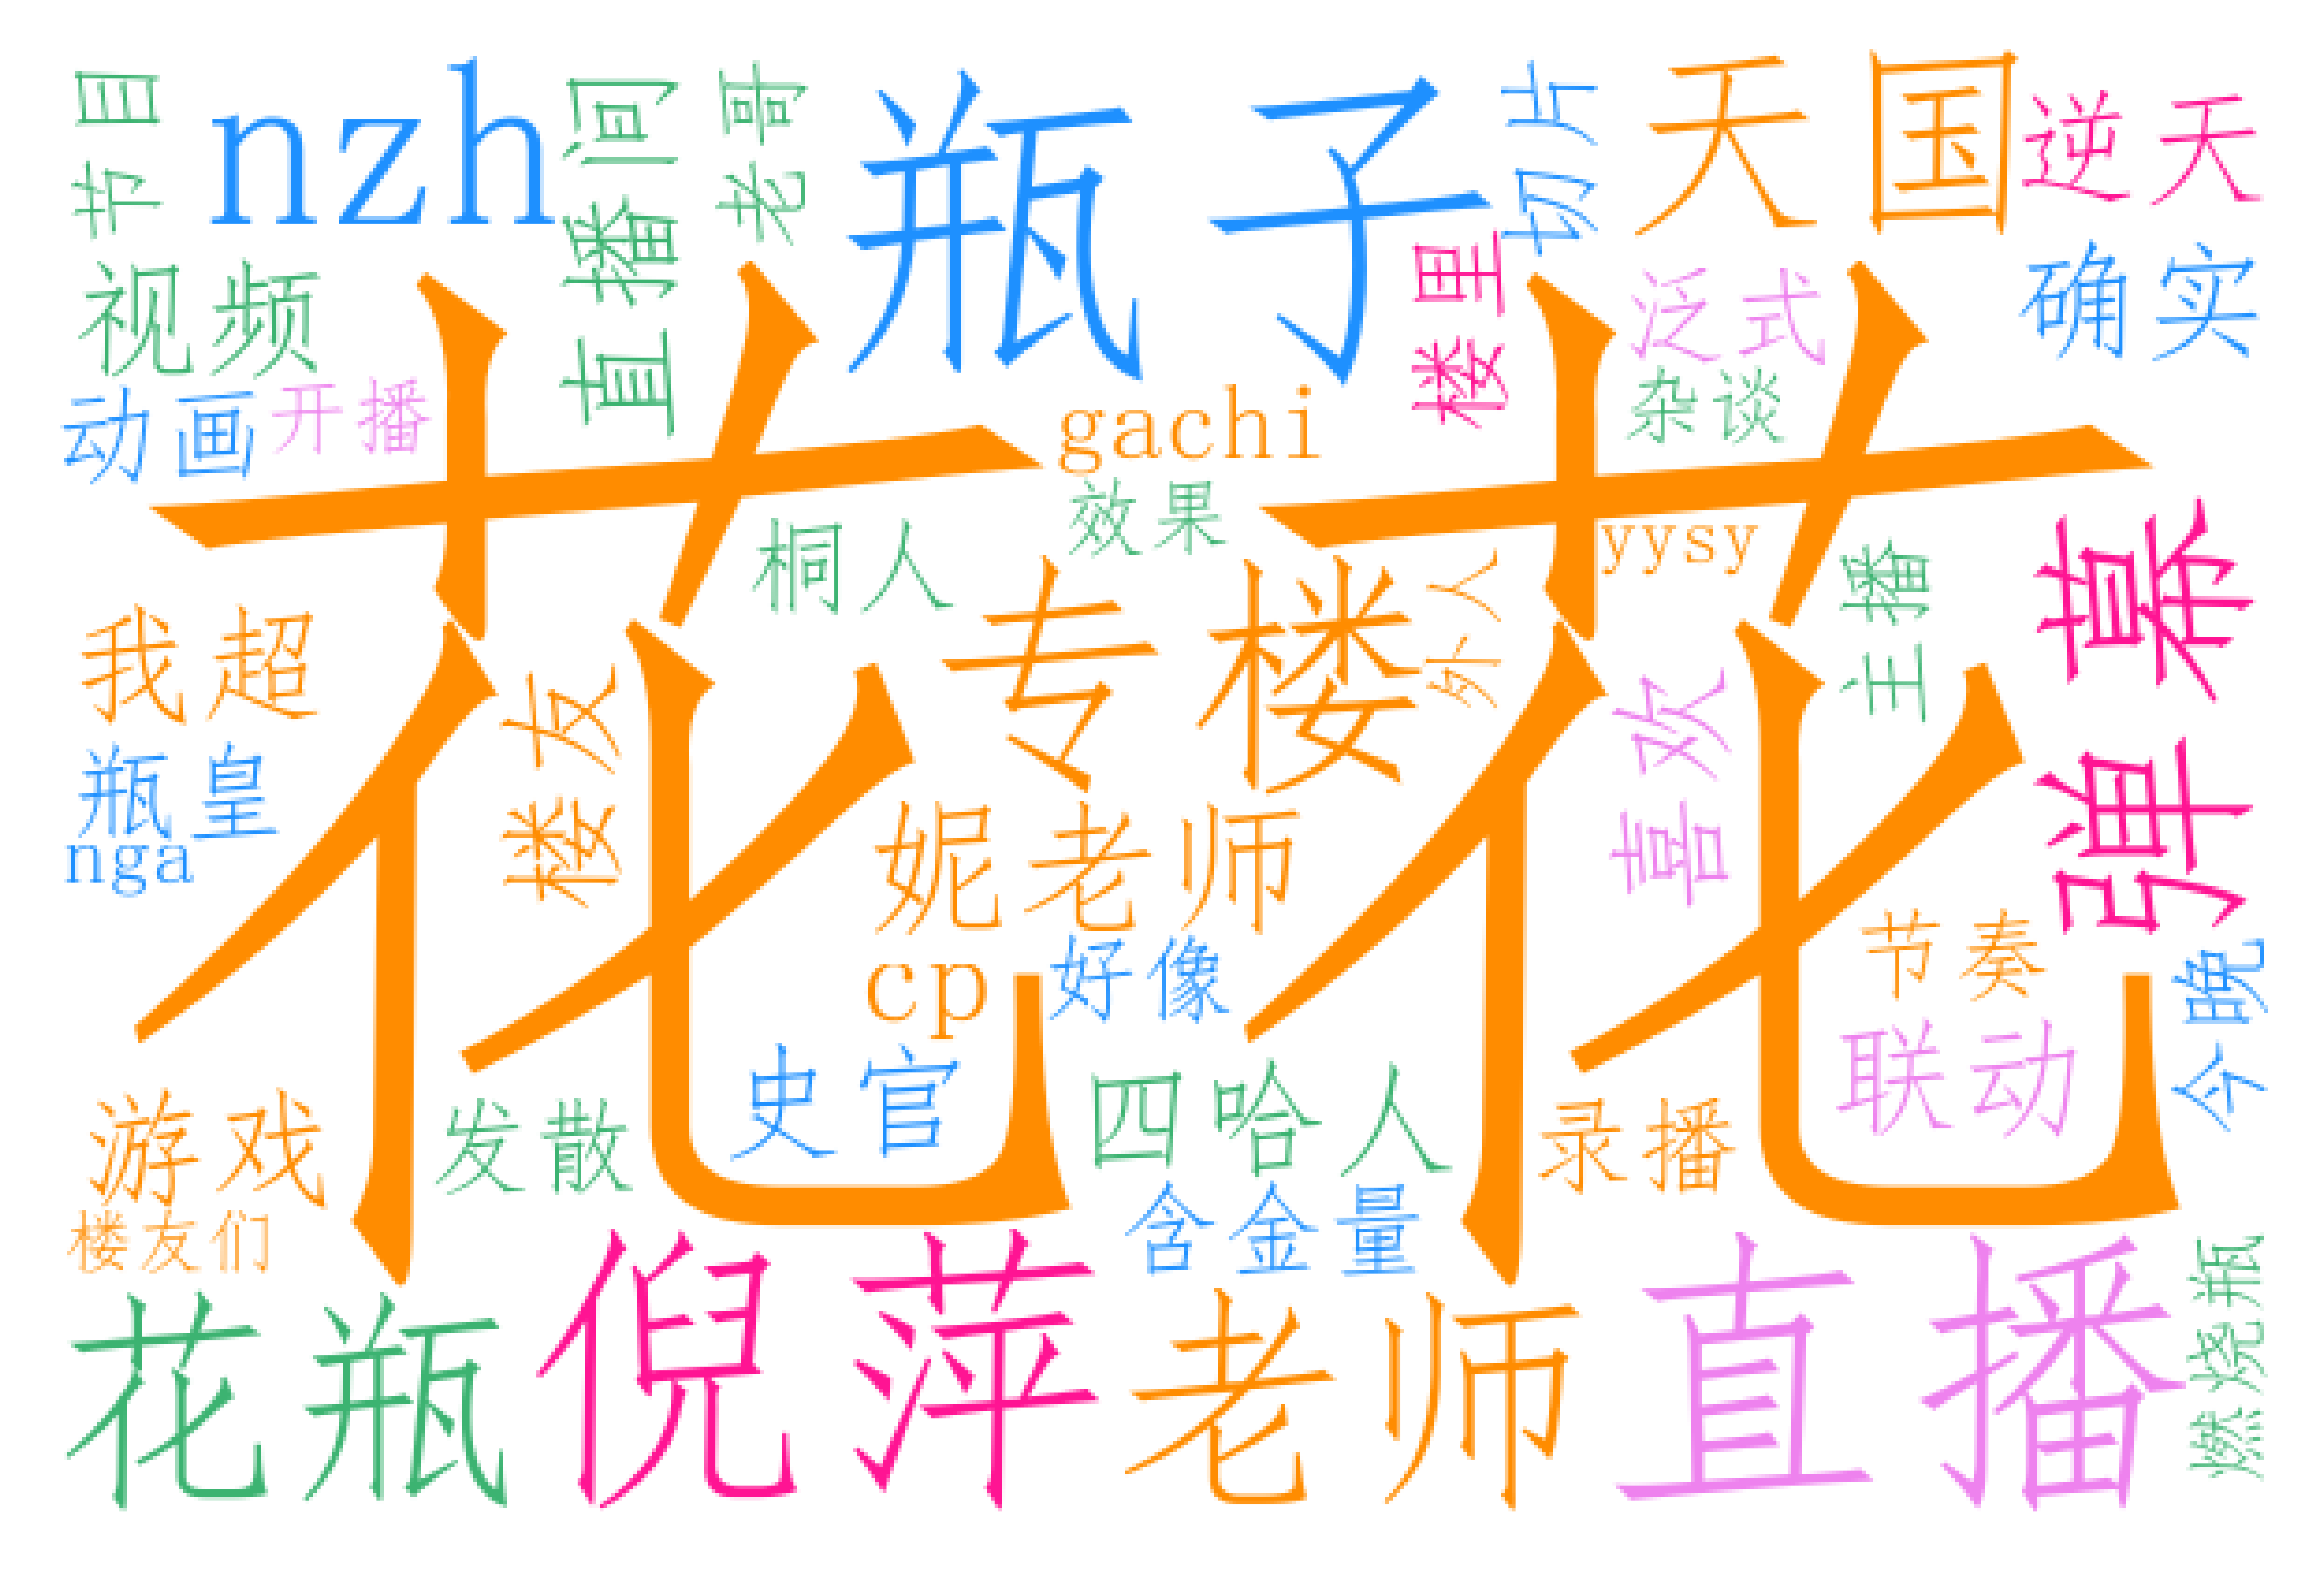 节目
nzh
直播间
老哥
瓶子
切片
天国
逆天
视频
楼里
泛式
确实
动画
开播
gachi
杂谈
花花
效果
桐人
yysy
主播
弹幕
我超
楼友
专楼
外人
喜欢
瓶皇
nga
妮老师
节奏
cp
好像
今晚
史官
联动
游戏
发散
四哈人
录播
楼友们
含金量
花瓶
倪萍
老师
直播
燃烧瓶